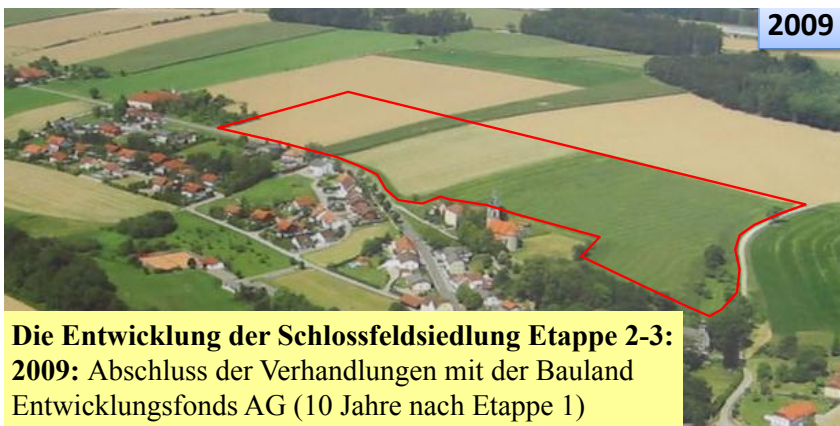 2009
Die Entwicklung der Schlossfeldsiedlung Etappe 2-3:
2009: Abschluss der Verhandlungen mit der Bauland
Entwicklungsfonds AG (10 Jahre nach Etappe 1)